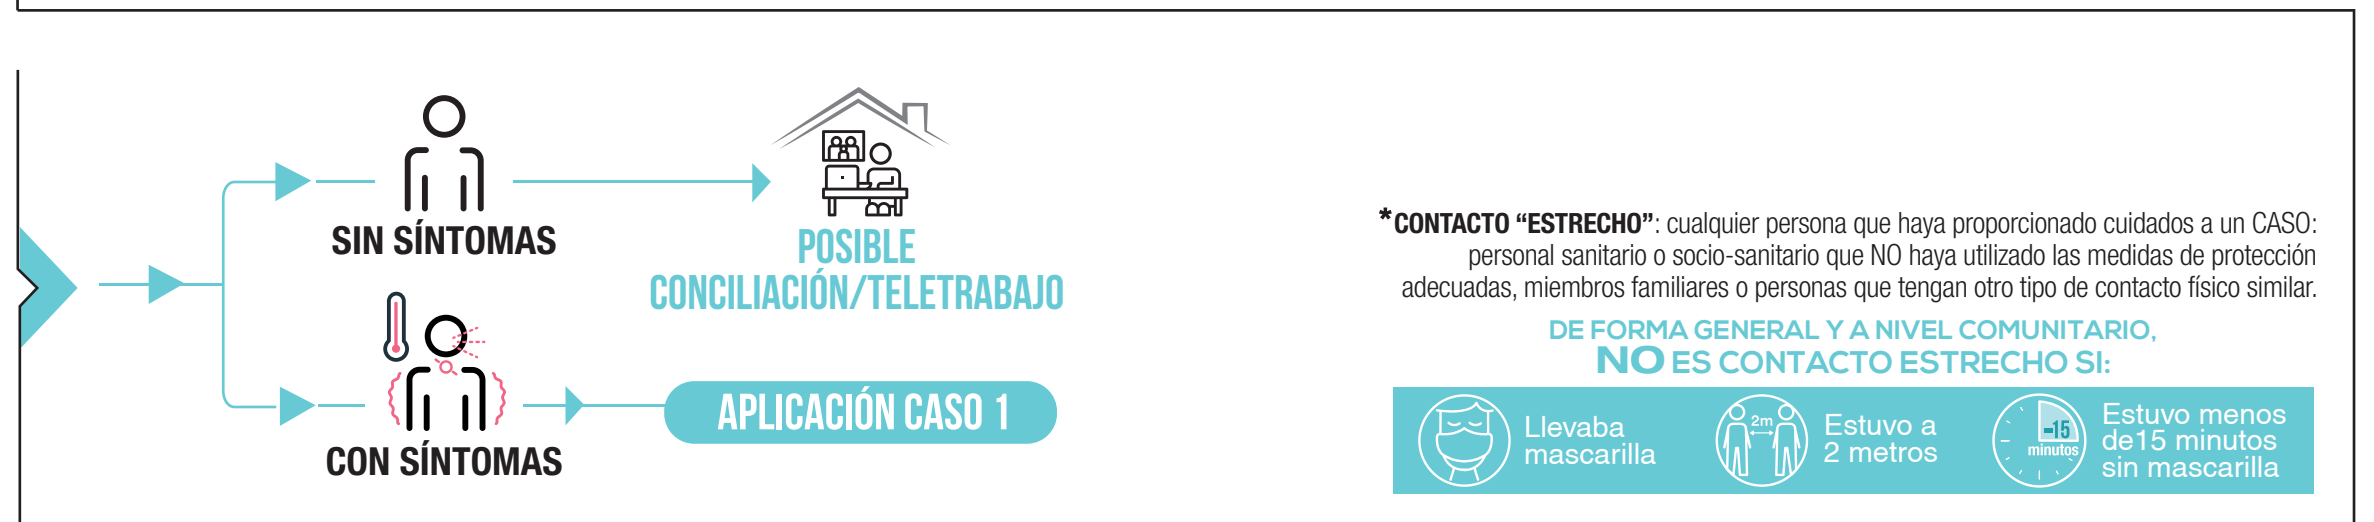 SIN SÍNTOMAS
POSIBLE
CONCILIACIÓN/TELETRABAJO
CON SÍNTOMAS
APLICACIÓN CASO 1
*CONTACTO “ESTRECHO”: cualquier persona que haya proporcionado cuidados a un CASO:
personal sanitario o socio-sanitario que NO haya utilizado las medidas de protección
adecuadas, miembros familiares o personas que tengan otro tipo de contacto físico similar.
DE FORMA GENERAL Y A NIVEL COMUNITARIO,
NO ES CONTACTO ESTRECHO SI:
Llevaba
mascarilla
2m
Estuvo a
2 metros
-15
minutos
Estuvo menos
de15 minutos
sin mascarilla